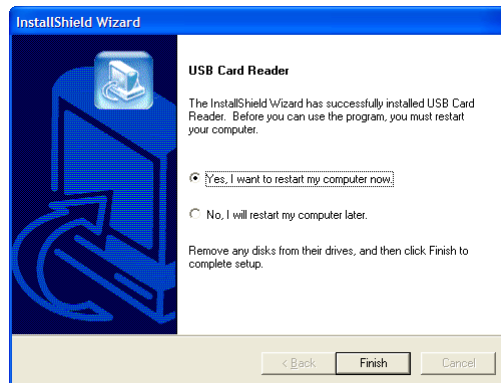 InstallShield Wizard
USB Card Reader
The InstallShield Wizard has successfully installed USB Card
Reader. Before you can use the program, you must restart
your computer.
Yes, I want to restart my computer now.
No, I will restart my computer later.
Remove any disks from their drives, and then click Finish to
complete setup.
< Back
Finish
Cancel